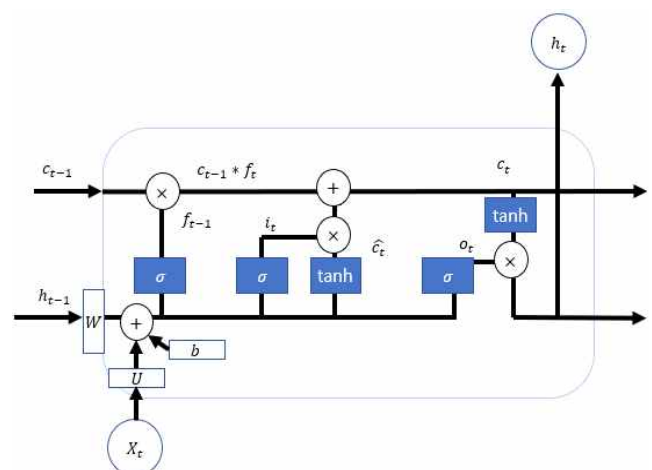 h_t
c_{t-1}
×
c_{t-1} * f_t
+
c_t
f_{t-1}
i_t
×
ĉ_t
tanh
o_t
×
σ
σ
tanh
σ
h_{t-1}
W
+
b
U
X_t